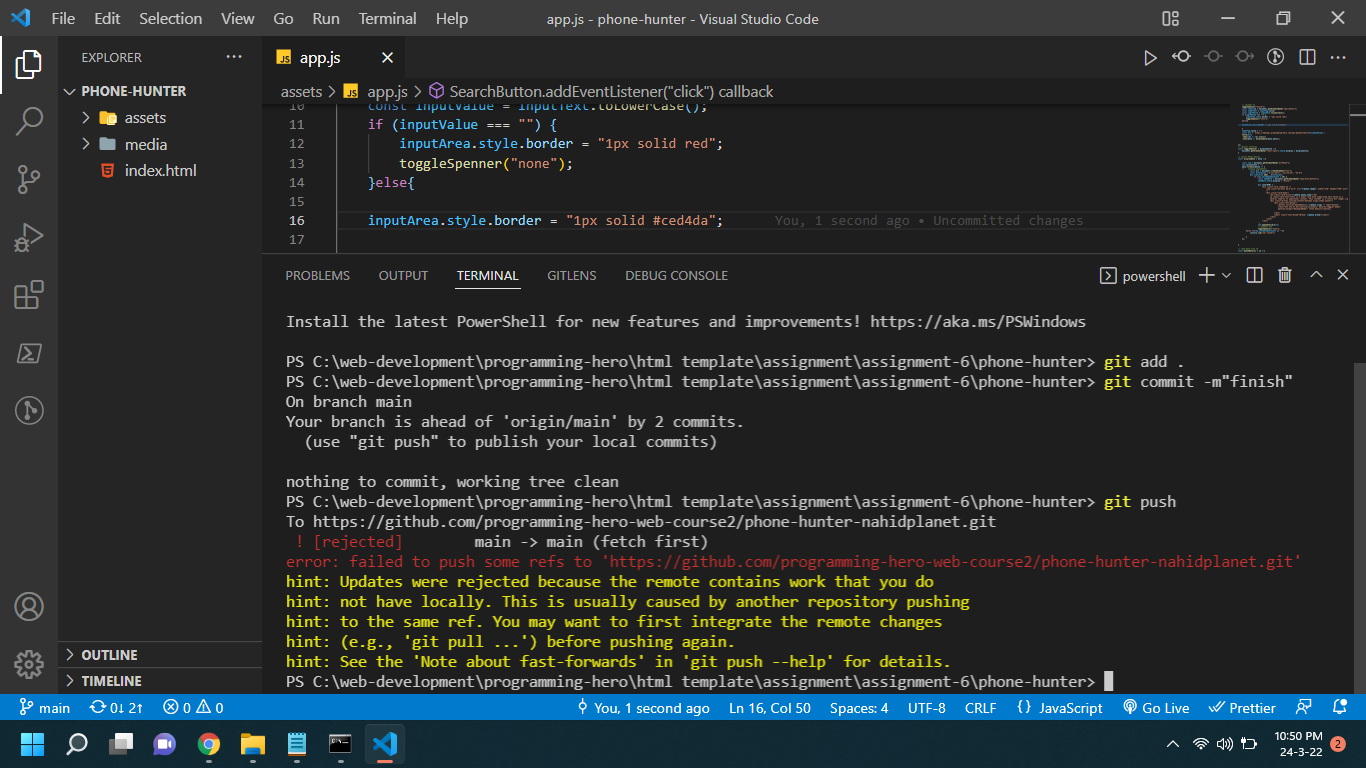 File Edit Selection View Go Run Terminal Help app.js - phone-hunter - Visual Studio Code
EXPLORER
PHONE-HUNTER
assets
media
index.html
OUTLINE
TIMELINE
JS app.js
assets > JS app.js > SearchButton.addEventListener("click") callback
10 const inputValue = inputText.toLowerCase();
11 if (inputValue === "") {
12 inputArea.style.border = "1px solid red";
13 toggleSpenner("none");
14 }else{
15
16 inputArea.style.border = "1px solid #ced4da"; You, 1 second ago • Uncommitted changes
17
PROBLEMS OUTPUT TERMINAL GITLENS DEBUG CONSOLE powershell
Install the latest PowerShell for new features and improvements! https://aka.ms/PSWindows
PS C:\web-development\programming-hero\html template\assignment\assignment-6\phone-hunter> git add .
PS C:\web-development\programming-hero\html template\assignment\assignment-6\phone-hunter> git commit -m"finish"
On branch main
Your branch is ahead of 'origin/main' by 2 commits.
(use "git push" to publish your local commits)
nothing to commit, working tree clean
PS C:\web-development\programming-hero\html template\assignment\assignment-6\phone-hunter> git push
To https://github.com/programming-hero-web-course2/phone-hunter-nahidplanet.git
! [rejected] main -> main (fetch first)
error: failed to push some refs to 'https://github.com/programming-hero-web-course2/phone-hunter-nahidplanet.git'
hint: Updates were rejected because the remote contains work that you do
hint: not have locally. This is usually caused by another repository pushing
hint: to the same ref. You may want to first integrate the remote changes
hint: (e.g., 'git pull ...') before pushing again.
hint: See the 'Note about fast-forwards' in 'git push --help' for details.
PS C:\web-development\programming-hero\html template\assignment\assignment-6\phone-hunter>
main 0↓ 2↑ 0 0 You, 1 second ago Ln 16, Col 50 Spaces: 4 UTF-8 CRLF {} JavaScript Go Live Prettier
10:50 PM
24-3-22 2